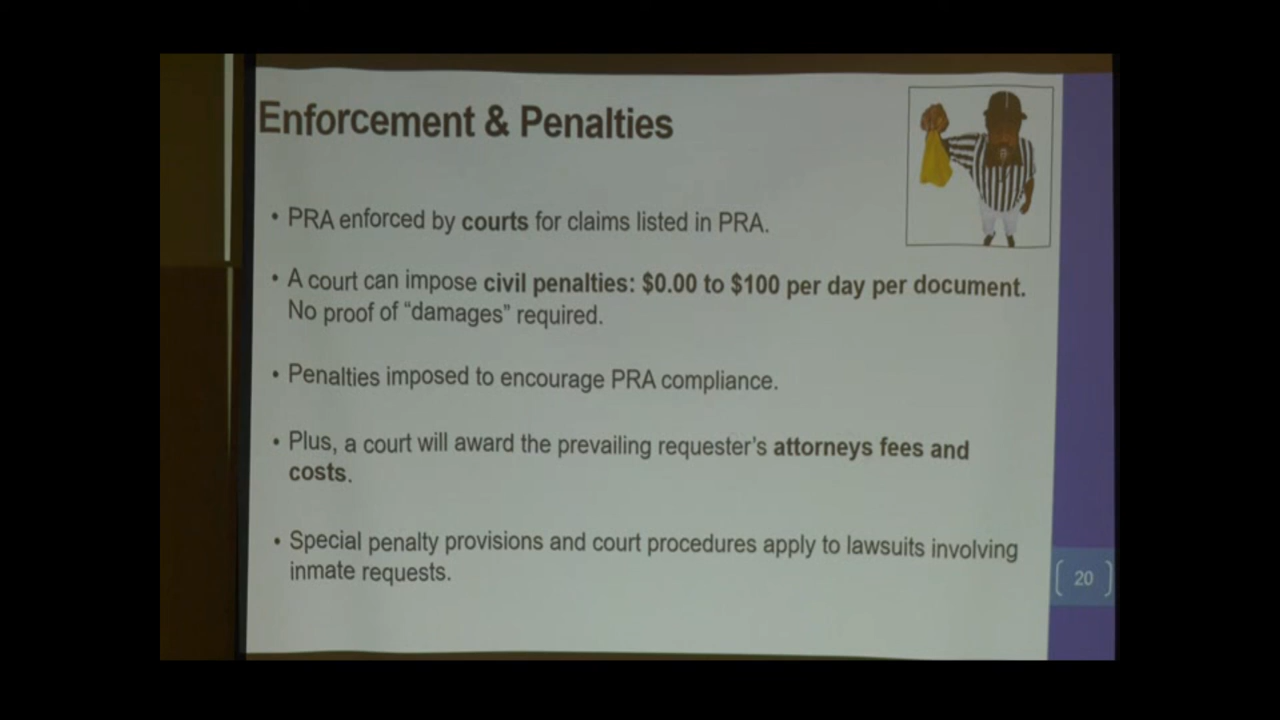 Enforcement & Penalties
• PRA enforced by courts for claims listed in PRA.
• A court can impose civil penalties: $0.00 to $100 per day per document.
No proof of “damages” required.
• Penalties imposed to encourage PRA compliance.
• Plus, a court will award the prevailing requester’s attorneys fees and
costs.
• Special penalty provisions and court procedures apply to lawsuits involving
inmate requests.
[ 20 ]